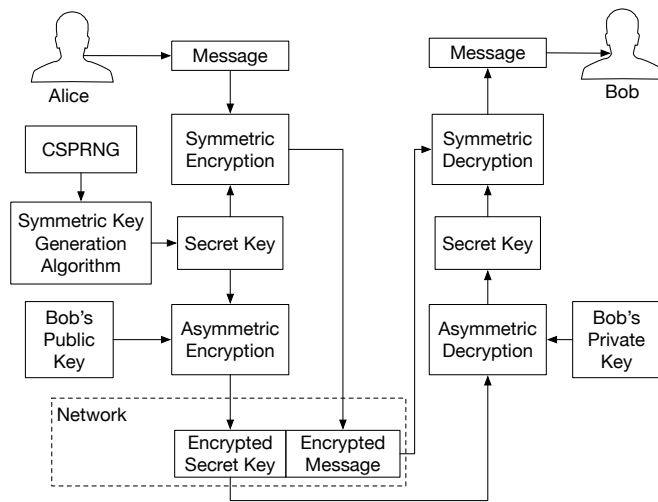 Message
Alice
Symmetric
Encryption
CSPRNG
Symmetric Key
Generation
Algorithm
Secret Key
Bob's
Public
Key
Asymmetric
Encryption
Network
Encrypted
Secret Key
Encrypted
Message
Message
Bob
Symmetric
Decryption
Secret Key
Asymmetric
Decryption
Bob's
Private
Key